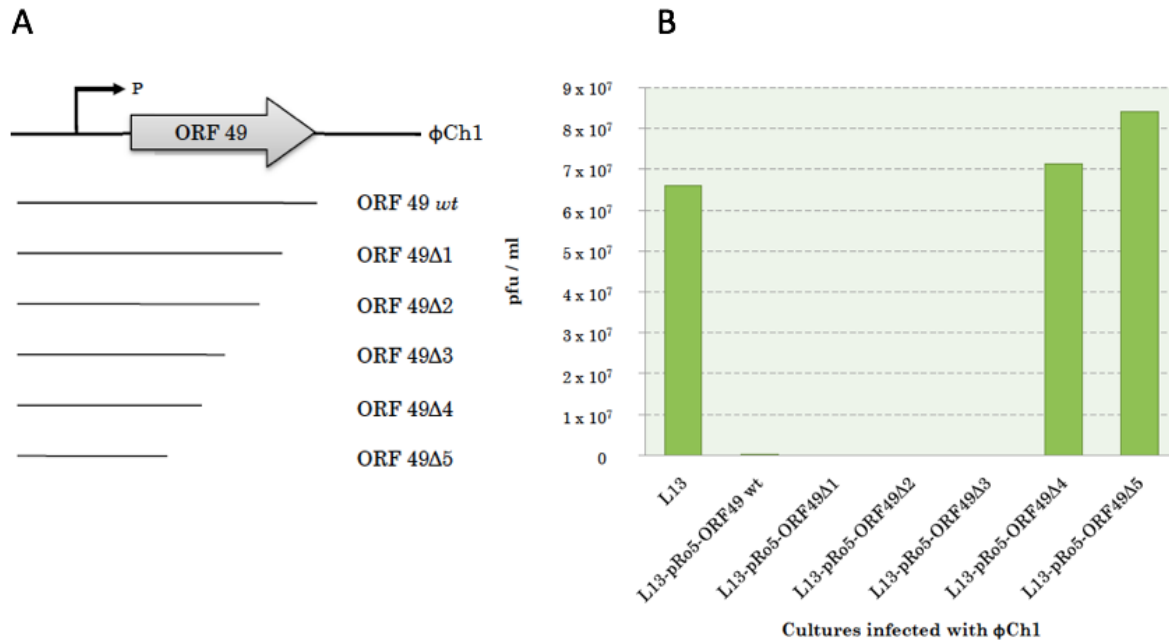 A
P
ORF 49
ϕCh1
ORF 49 wt
ORF 49Δ1
ORF 49Δ2
ORF 49Δ3
ORF 49Δ4
ORF 49Δ5
B
9 x 10⁷
8 x 10⁷
7 x 10⁷
6 x 10⁷
5 x 10⁷
4 x 10⁷
3 x 10⁷
2 x 10⁷
1 x 10⁷
0
pfu / ml
L13
L13-pRo5-ORF49 wt
L13-pRo5-ORF49Δ1
L13-pRo5-ORF49Δ2
L13-pRo5-ORF49Δ3
L13-pRo5-ORF49Δ4
L13-pRo5-ORF49Δ5
Cultures infected with ϕCh1